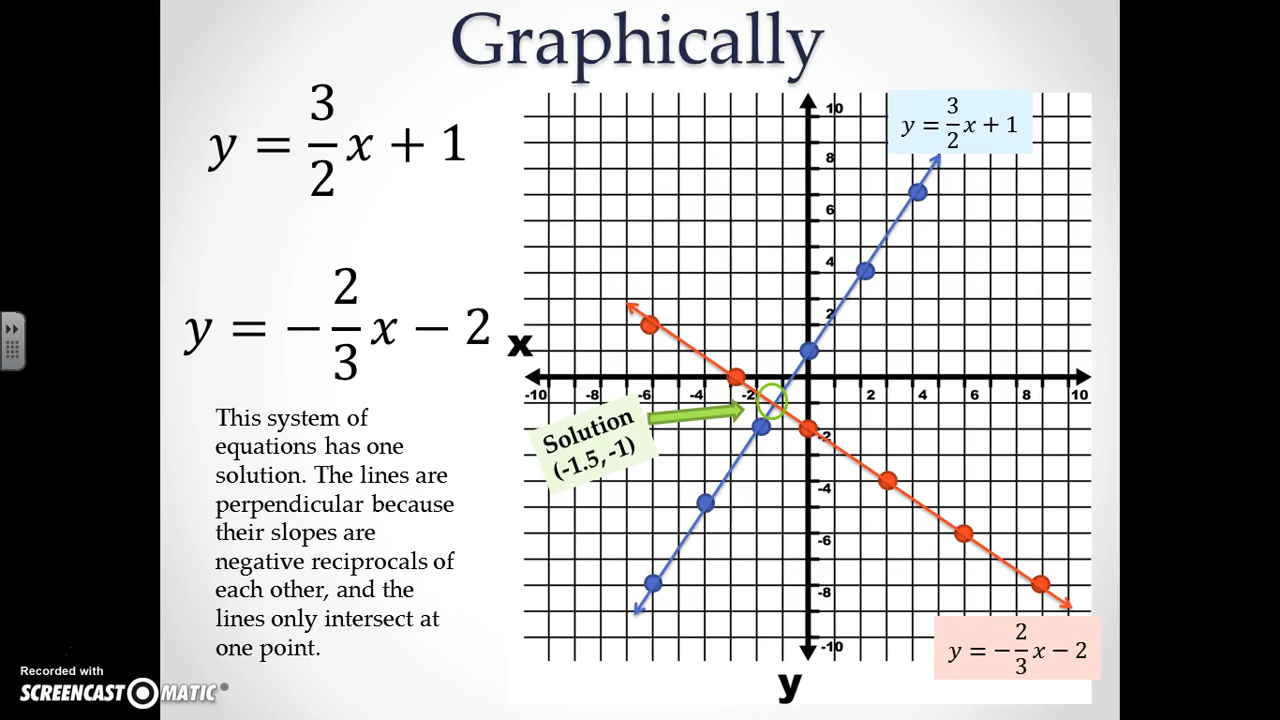 Graphically
y = 3/2 x + 1
y = −2/3 x − 2
This system of
equations has one
solution. The lines are
perpendicular because
their slopes are
negative reciprocals of
each other, and the
lines only intersect at
one point.
y = 3/2 x + 1
10
8
6
4
2
x
-10 -8 -6 -4 -2 2 4 6 8 10
-2
-4
-6
-8
-10
y
Solution
(-1.5, -1)
y = −2/3 x − 2
Recorded with
SCREENCAST MATIC